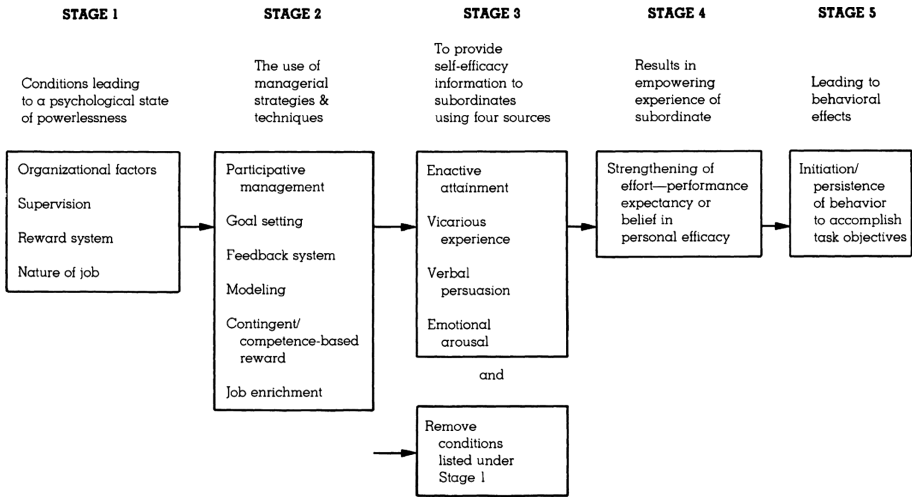 STAGE 1
Conditions leading
to a psychological state
of powerlessness
Organizational factors
Supervision
Reward system
Nature of job
STAGE 2
The use of
managerial
strategies &
techniques
Participative
management
Goal setting
Feedback system
Modeling
Contingent/
competence-based
reward
Job enrichment
STAGE 3
To provide
self-efficacy
information to
subordinates
using four sources
Enactive
attainment
Vicarious
experience
Verbal
persuasion
Emotional
arousal
and
Remove
conditions
listed under
Stage 1
STAGE 4
Results in
empowering
experience of
subordinate
Strengthening of
effort—performance
expectancy or
belief in
personal efficacy
STAGE 5
Leading to
behavioral
effects
Initiation/
persistence
of behavior
to accomplish
task objectives